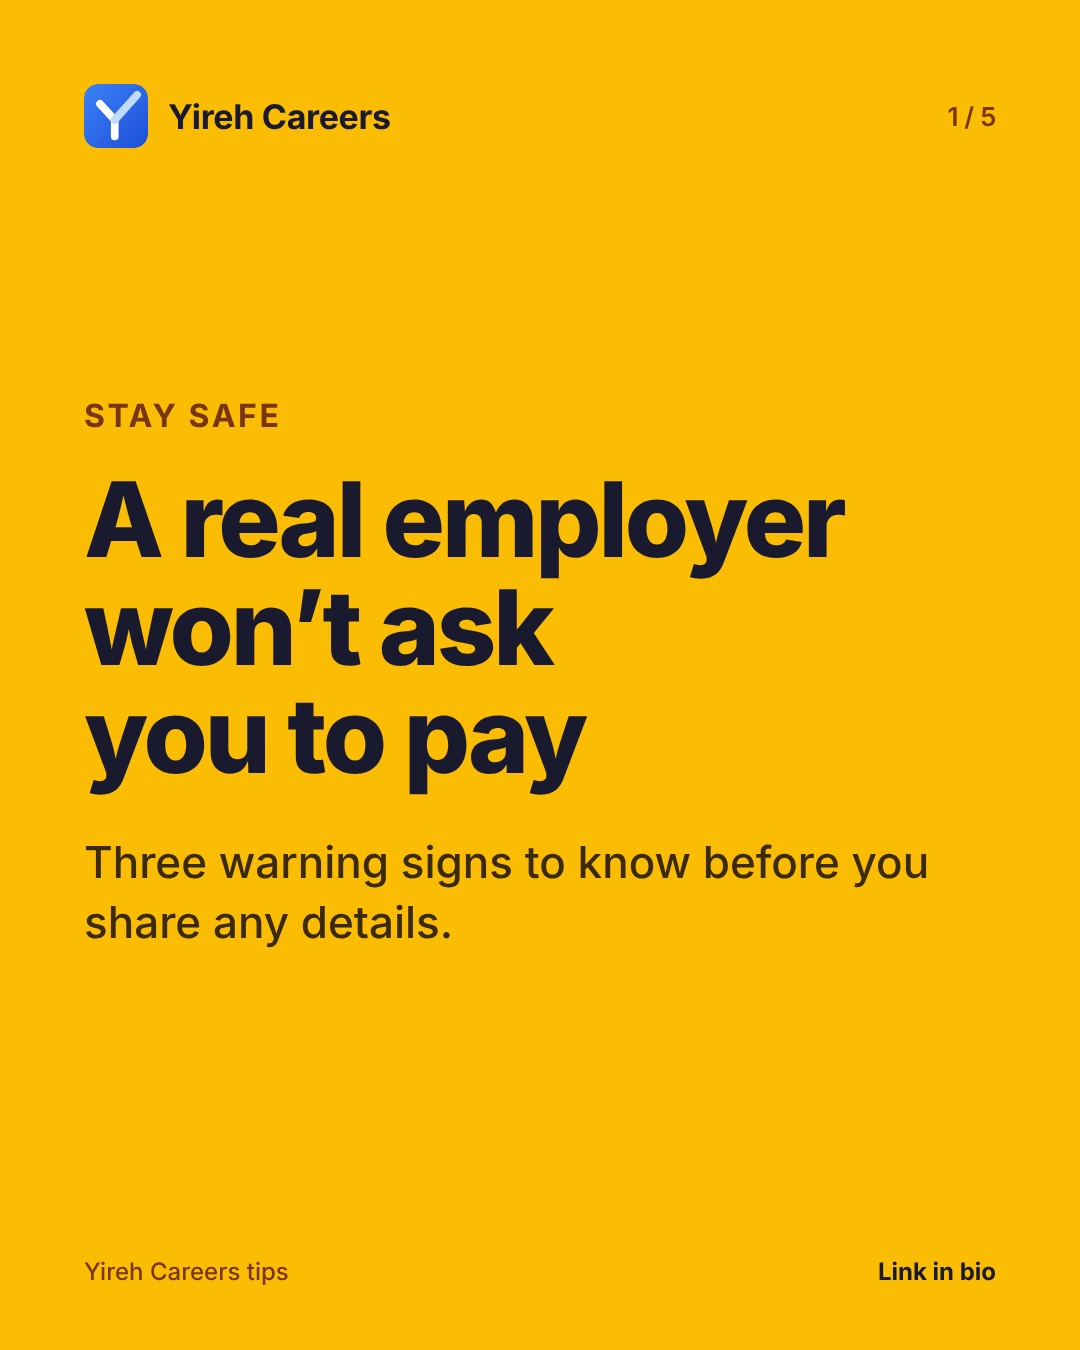 Yireh Careers
1 / 5
STAY SAFE
A real employer
won’t ask
you to pay
Three warning signs to know before you
share any details.
Yireh Careers tips
Link in bio